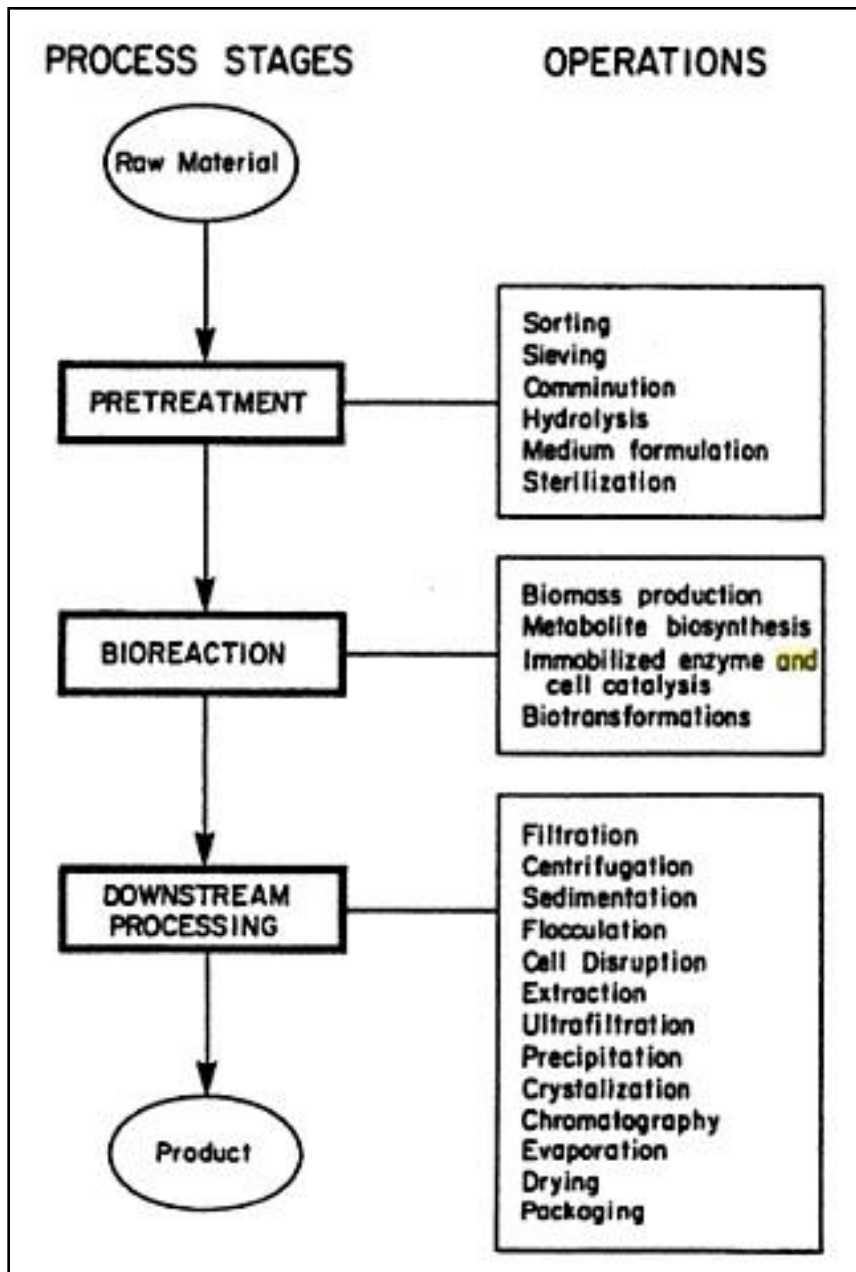 PROCESS STAGES
OPERATIONS
Raw Material
PRETREATMENT
Sorting
Sieving
Comminution
Hydrolysis
Medium formulation
Sterilization
BIOREACTION
Biomass production
Metabolite biosynthesis
Immobilized enzyme and
cell catalysis
Biotransformations
DOWNSTREAM
PROCESSING
Filtration
Centrifugation
Sedimentation
Flocculation
Cell Disruption
Extraction
Ultrafiltration
Precipitation
Crystalization
Chromatography
Evaporation
Drying
Packaging
Product